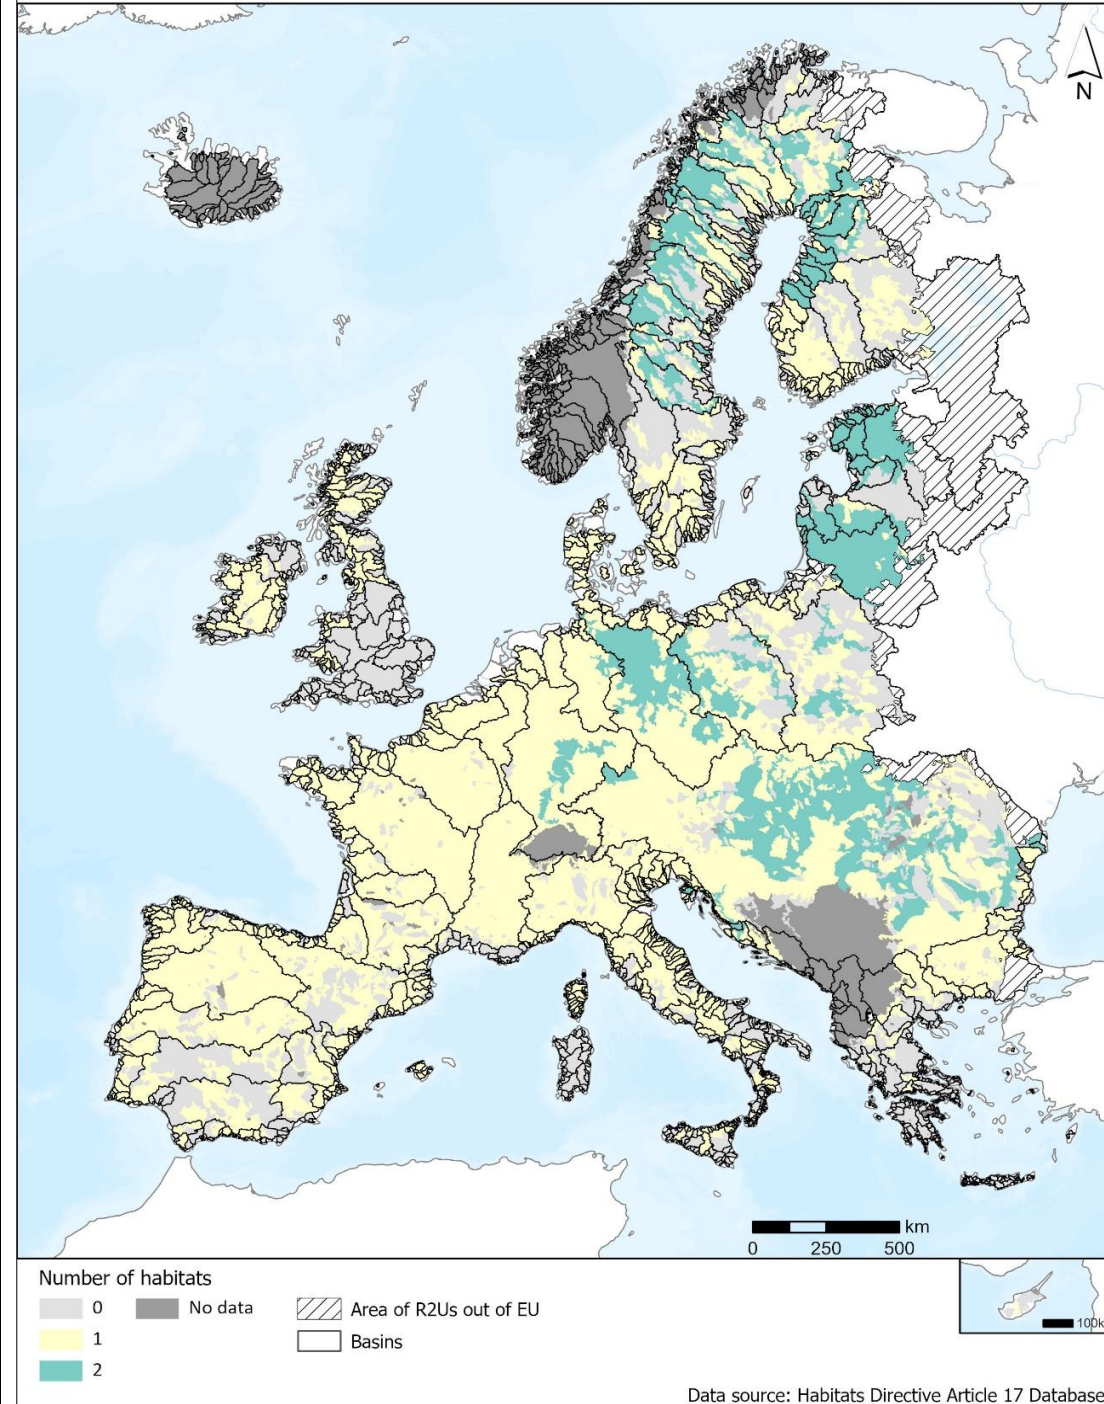 N
km
0 250 500
Number of habitats
0 No data Area of R2Us out of EU
1 Basins
2
100k
Data source: Habitats Directive Article 17 Database